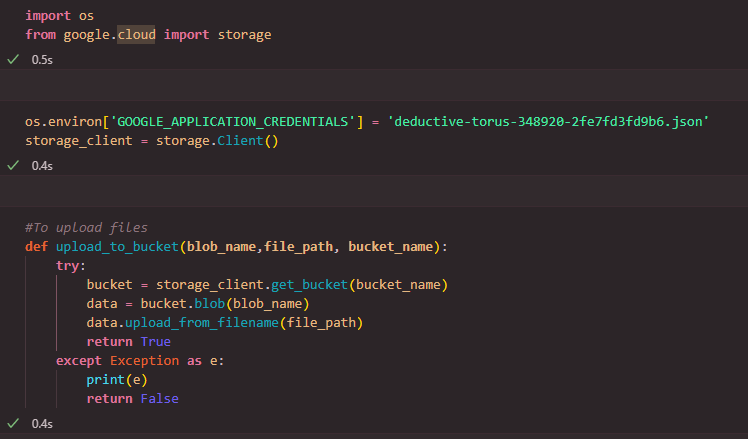 import os
from google.cloud import storage
✓ 0.5s
os.environ['GOOGLE_APPLICATION_CREDENTIALS'] = 'deductive-torus-348920-2fe7fd3fd9b6.json'
storage_client = storage.Client()
✓ 0.4s
#To upload files
def upload_to_bucket(blob_name,file_path, bucket_name):
    try:
        bucket = storage_client.get_bucket(bucket_name)
        data = bucket.blob(blob_name)
        data.upload_from_filename(file_path)
        return True
    except Exception as e:
        print(e)
        return False
✓ 0.4s